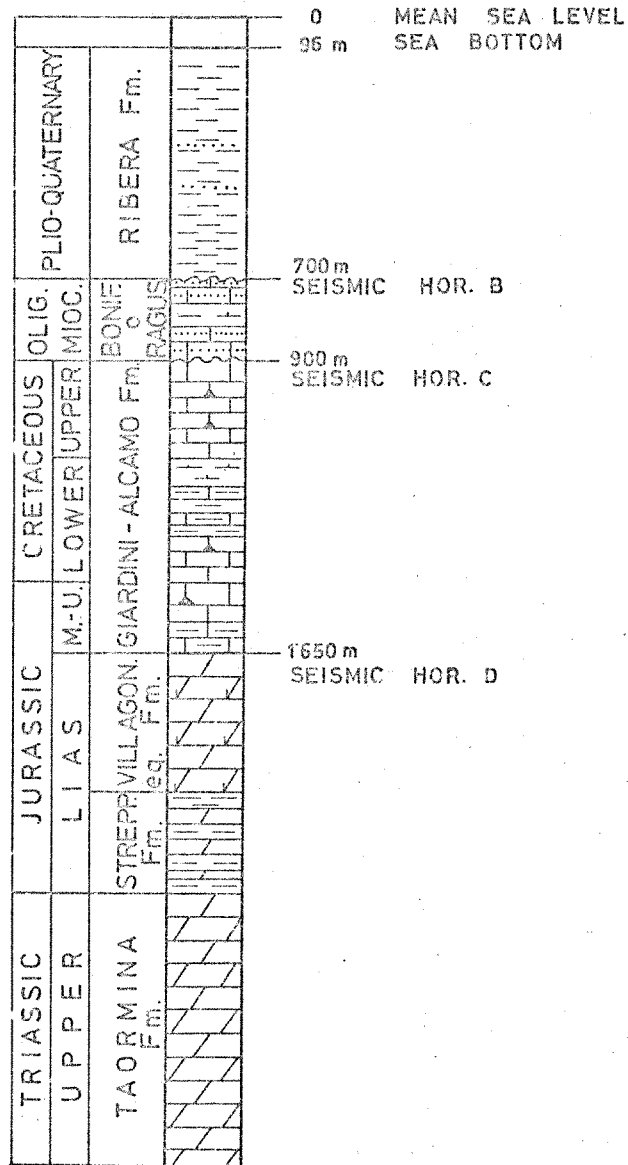 0 MEAN SEA LEVEL
95 m SEA BOTTOM
PLIO-QUATERNARY
RIBERA Fm.
700 m
SEISMIC HOR. B
OLIG.
MIOC.
BONIF.
O
RAGUS
900 m
SEISMIC HOR. C
CRETACEOUS
UPPER
LOWER
GIARDINI - ALCAMO Fm.
JURASSIC
M.-U.
1650 m
SEISMIC HOR. D
LIAS
VILLAGON.
eq. Fm.
STREPP.
Fm.
TRIASSIC
UPPER
TAORMINA
Fm.